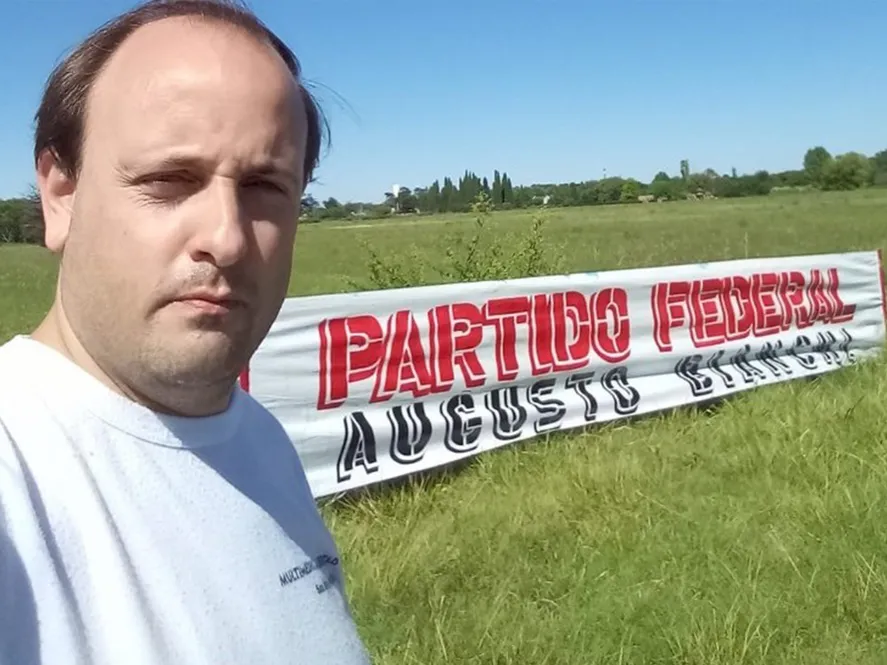 PARTIDO FEDERAL
AUGUSTO BIANCHI